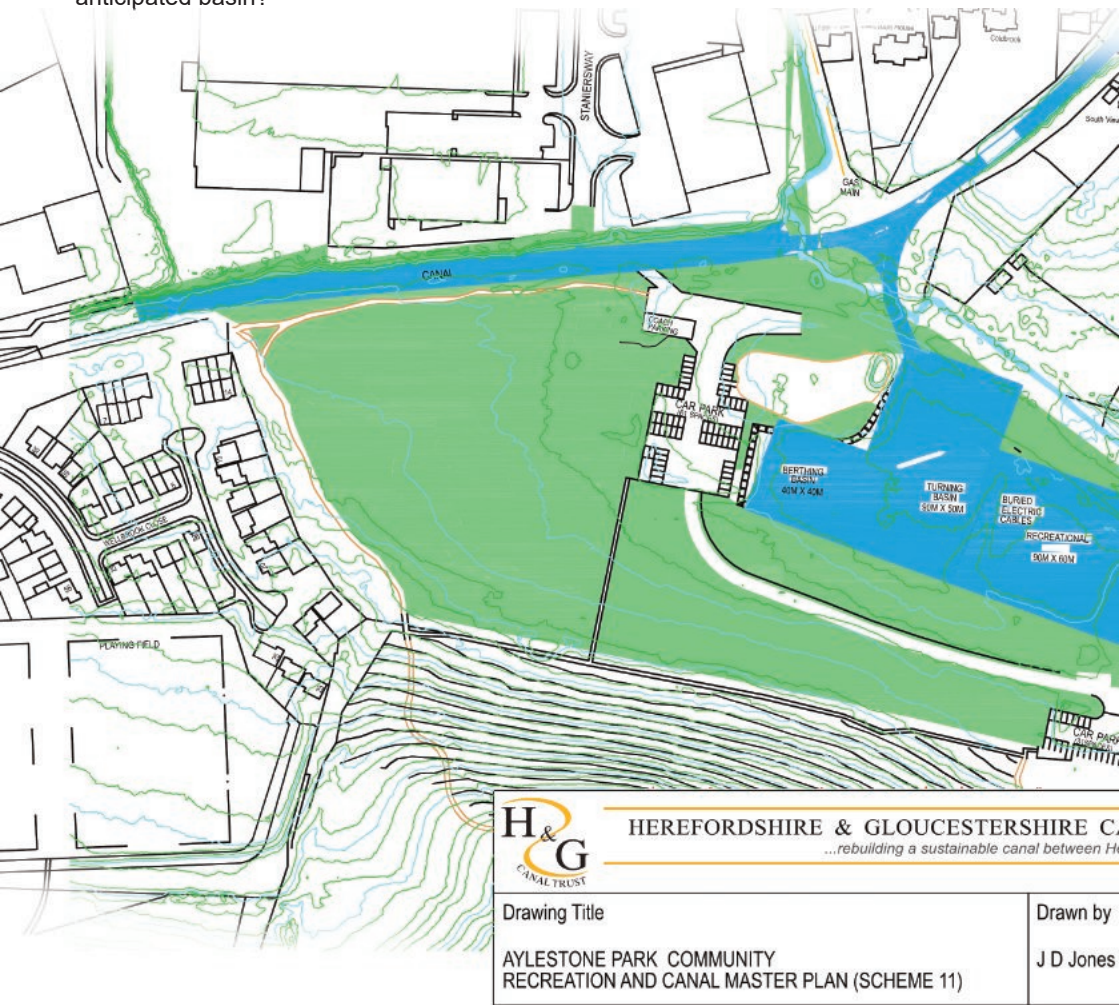 anticipated basin?
Colebrook
STANIERSWAY
South View
GAS
MAIN
CANAL
COACH
PARKING
CAR PARK
BERTHING
BASIN
40M X 40M
TURNING
BASIN
50M X 50M
BURIED
ELECTRIC
CABLES
RECREATIONAL
90M X 60M
WELLBROOK CLOSE
PLAYING FIELD
CAR PARK
H & G
CANAL TRUST
HEREFORDSHIRE & GLOUCESTERSHIRE CA
...rebuilding a sustainable canal between He
Drawing Title
Drawn by
AYLESTONE PARK COMMUNITY
RECREATION AND CANAL MASTER PLAN (SCHEME 11)
J D Jones